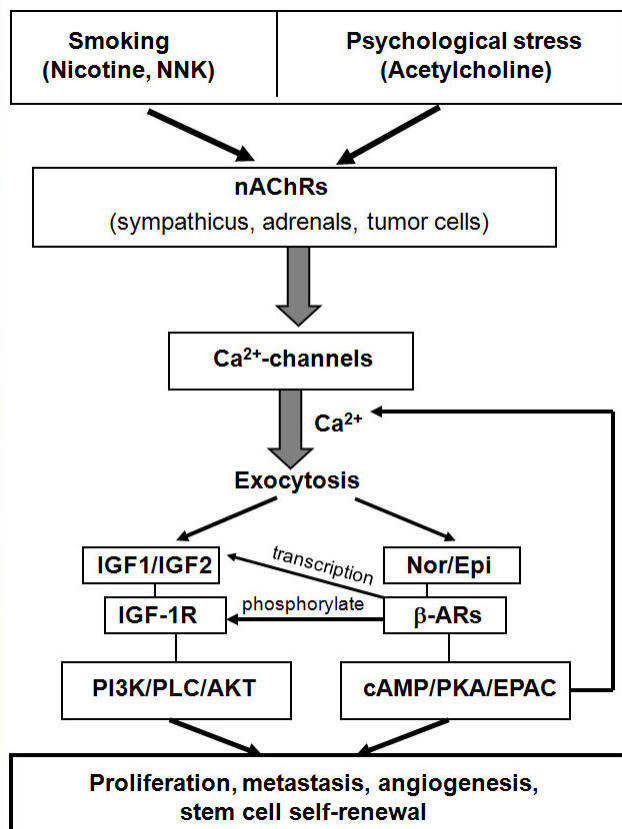 Smoking
(Nicotine, NNK)
Psychological stress
(Acetylcholine)
nAChRs
(sympathicus, adrenals, tumor cells)
Ca²⁺-channels
Ca²⁺
Exocytosis
IGF1/IGF2
transcription
Nor/Epi
IGF-1R
phosphorylate
β-ARs
PI3K/PLC/AKT
cAMP/PKA/EPAC
Proliferation, metastasis, angiogenesis,
stem cell self-renewal